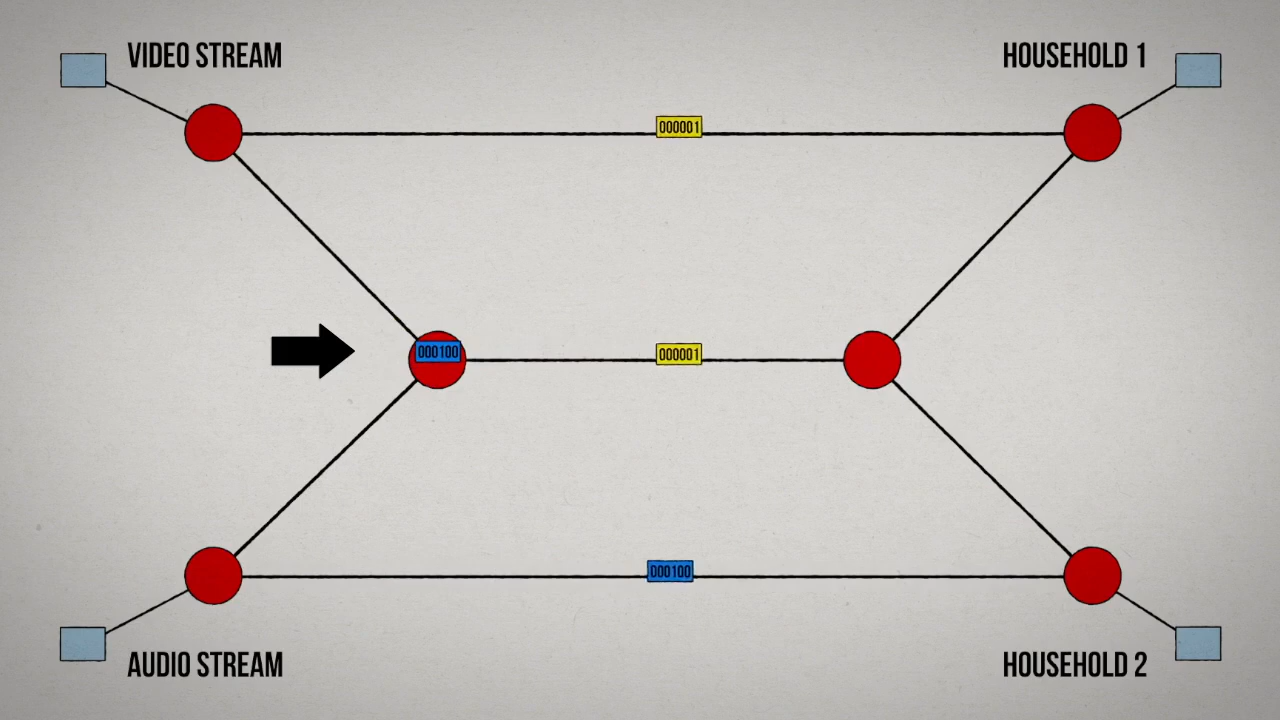 VIDEO STREAM
HOUSEHOLD 1
000001
000100
000001
000100
AUDIO STREAM
HOUSEHOLD 2